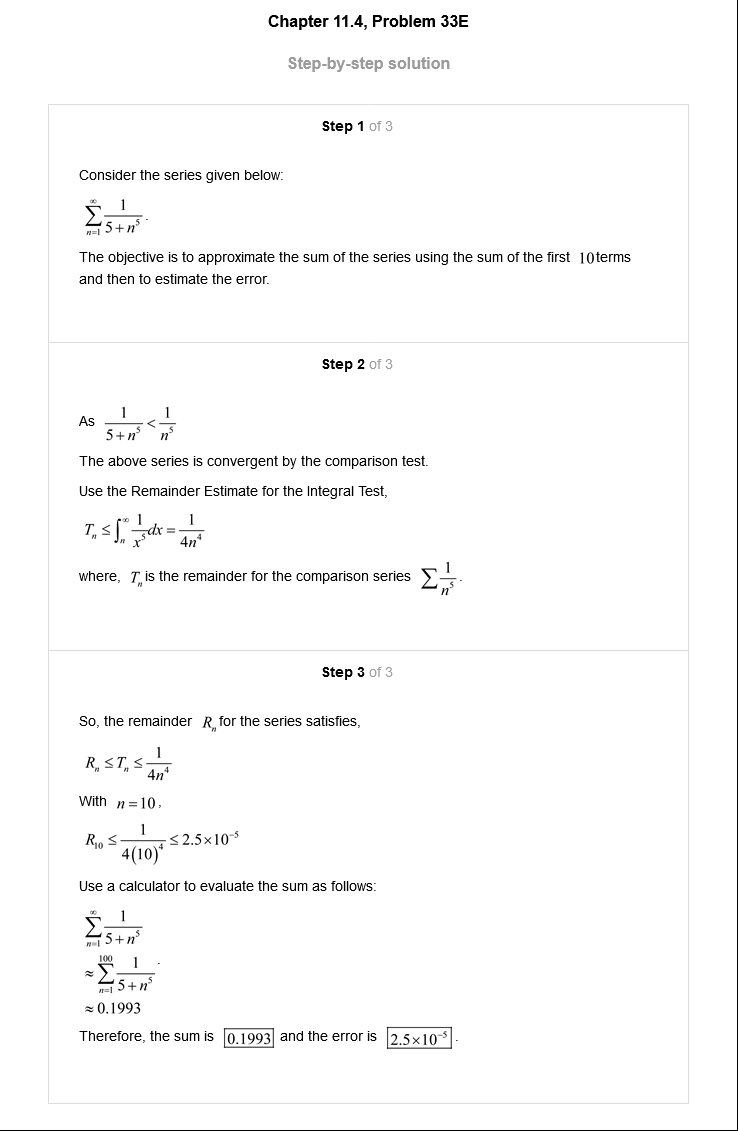 Chapter 11.4, Problem 33E
Step-by-step solution
Step 1 of 3
Consider the series given below:
$\sum_{n=1}^{\infty} \frac{1}{5+n^5}$.
The objective is to approximate the sum of the series using the sum of the first 10 terms
and then to estimate the error.
Step 2 of 3
As $\frac{1}{5+n^5} < \frac{1}{n^5}$
The above series is convergent by the comparison test.
Use the Remainder Estimate for the Integral Test,
$T_n \leq \int_n^{\infty} \frac{1}{x^5} dx = \frac{1}{4n^4}$
where, $T_n$ is the remainder for the comparison series $\sum \frac{1}{n^5}$.
Step 3 of 3
So, the remainder $R_n$ for the series satisfies,
$R_n \leq T_n \leq \frac{1}{4n^4}$
With $n = 10$,
$R_{10} \leq \frac{1}{4(10)^4} \leq 2.5 \times 10^{-5}$
Use a calculator to evaluate the sum as follows:
$\sum_{n=1}^{\infty} \frac{1}{5+n^5}$
$\approx \sum_{n=1}^{100} \frac{1}{5+n^5}$.
$\approx 0.1993$
Therefore, the sum is 0.1993 and the error is $2.5 \times 10^{-5}$.